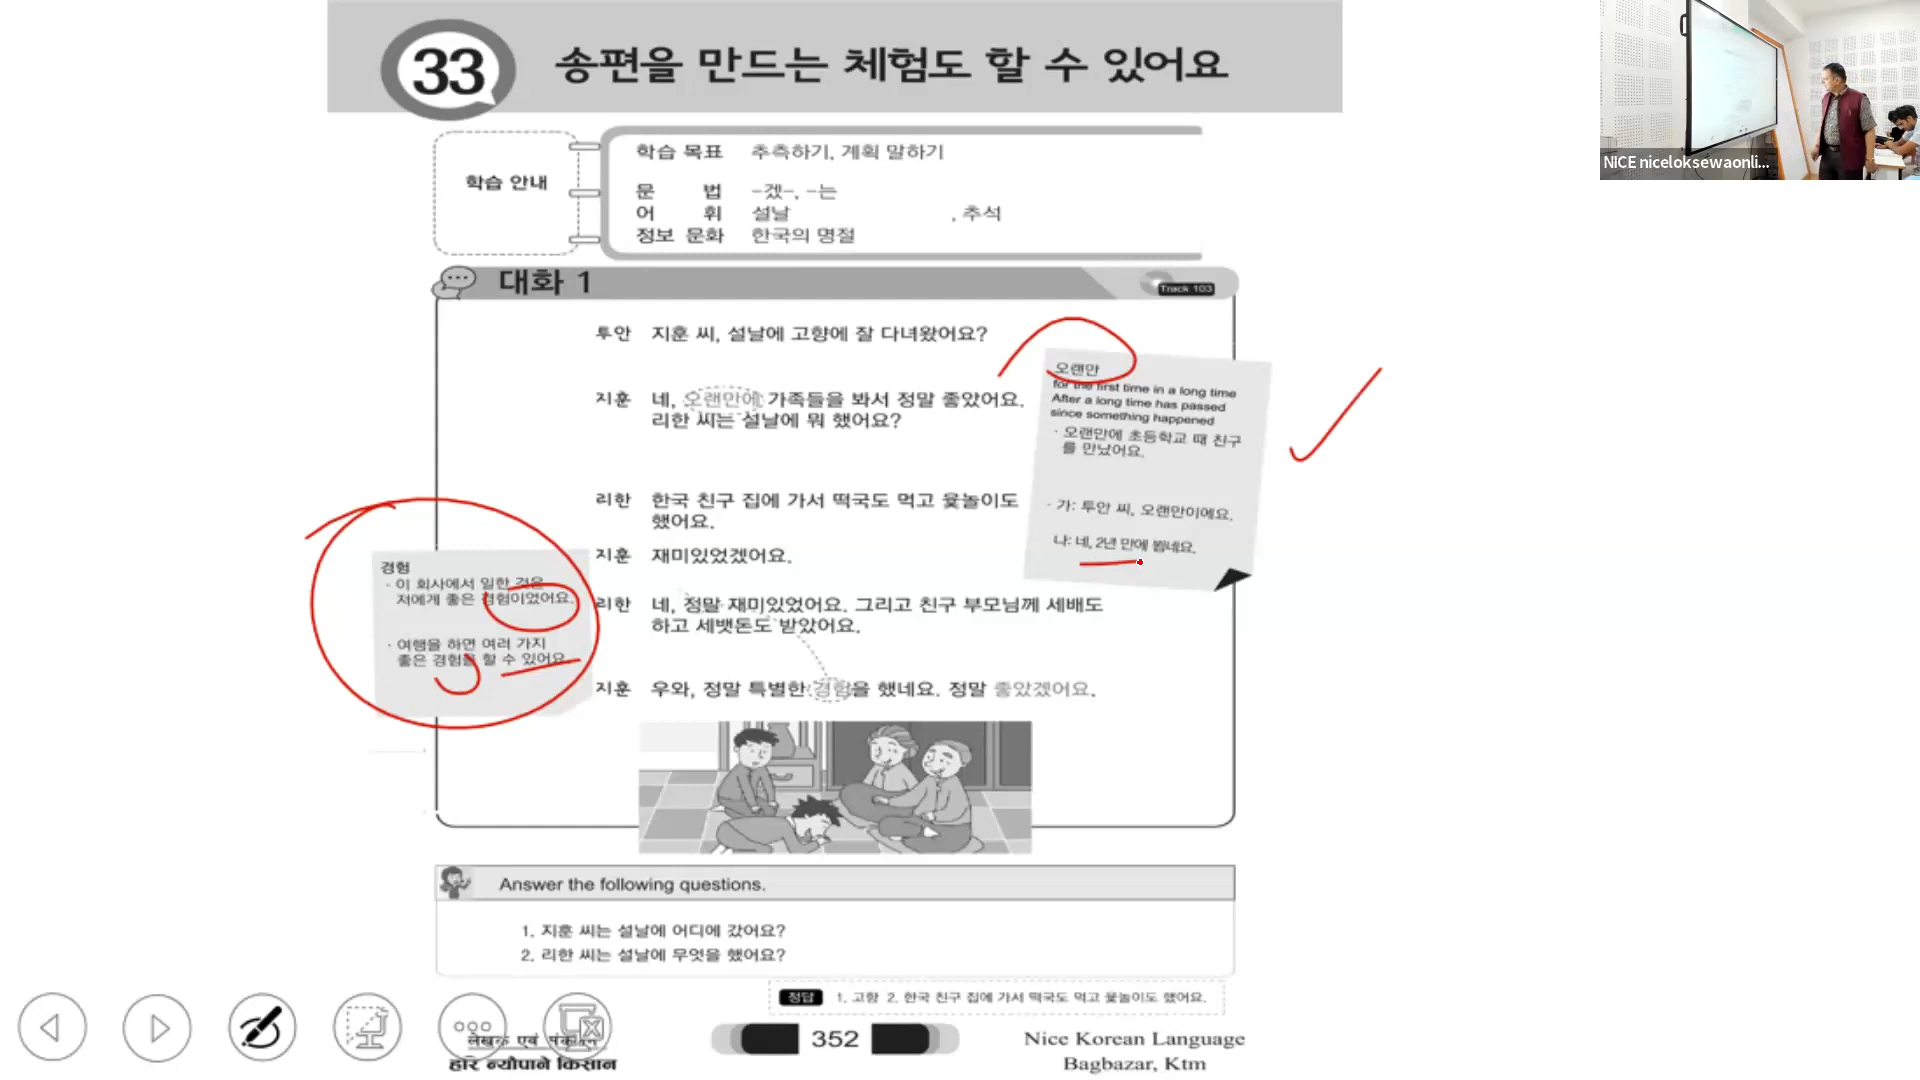 33 송편을 만드는 체험도 할 수 있어요
NICE niceloksewaonli...
학습 안내
학습 목표 추측하기, 계획 말하기
문 법 -겠-, -는
어 휘 설날 , 추석
정보 문화 한국의 명절
대화 1
Track 103
투안 지훈 씨, 설날에 고향에 잘 다녀왔어요?
지훈 네, 오랜만에 가족들을 봐서 정말 좋았어요.
리한 씨는 설날에 뭐 했어요?
리한 한국 친구 집에 가서 떡국도 먹고 윷놀이도
했어요.
지훈 재미있었겠어요.
리한 네, 정말 재미있었어요. 그리고 친구 부모님께 세배도
하고 세뱃돈도 받았어요.
지훈 우와, 정말 특별한 경험을 했네요. 정말 좋았겠어요.
오랜만
for the first time in a long time
After a long time has passed
since something happened
· 오랜만에 초등학교 때 친구
를 만났어요.
· 가: 투안 씨, 오랜만이에요.
나: 네, 2년 만에 뵙네요.
경험
· 이 회사에서 일한 것은
저에게 좋은 경험이었어요.
· 여행을 하면 여러 가지
좋은 경험을 할 수 있어요.
Answer the following questions.
1. 지훈 씨는 설날에 어디에 갔어요?
2. 리한 씨는 설날에 무엇을 했어요?
정답 1. 고향 2. 한국 친구 집에 가서 떡국도 먹고 윷놀이도 했어요.
352
लेखक एवं संकलन
हरि न्यौपाने किसान
Nice Korean Language
Bagbazar, Ktm